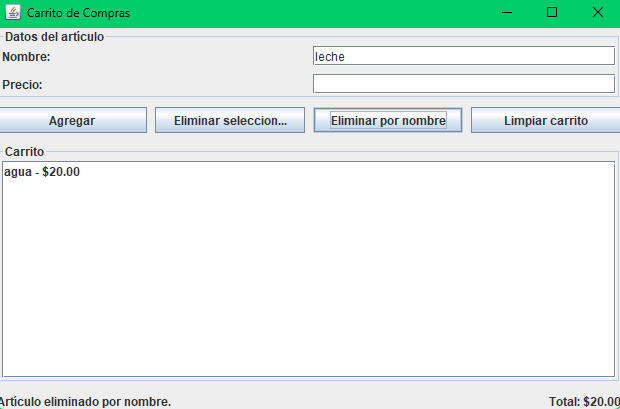 Carrito de Compras
Datos del artículo
Nombre:
leche
Precio:
Agregar
Eliminar seleccion...
Eliminar por nombre
Limpiar carrito
Carrito
agua - $20.00
Artículo eliminado por nombre.
Total: $20.00